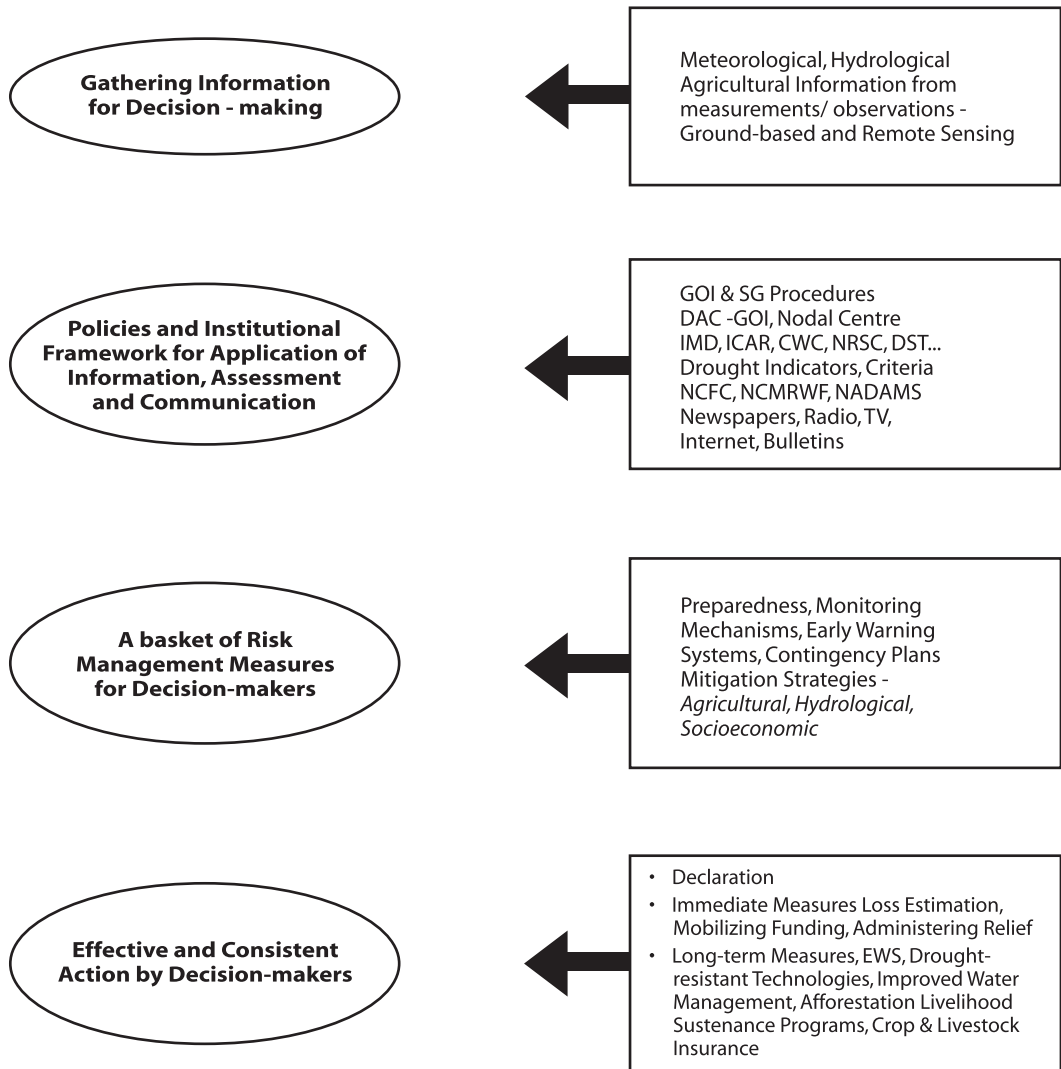 Gathering Information
for Decision - making
Meteorological, Hydrological
Agricultural Information from
measurements/ observations -
Ground-based and Remote Sensing
Policies and Institutional
Framework for Application of
Information, Assessment
and Communication
GOI & SG Procedures
DAC -GOI, Nodal Centre
IMD, ICAR, CWC, NRSC, DST...
Drought Indicators, Criteria
NCFC, NCMRWF, NADAMS
Newspapers, Radio, TV,
Internet, Bulletins
A basket of Risk
Management Measures
for Decision-makers
Preparedness, Monitoring
Mechanisms, Early Warning
Systems, Contingency Plans
Mitigation Strategies -
Agricultural, Hydrological,
Socioeconomic
Effective and Consistent
Action by Decision-makers
• Declaration
• Immediate Measures Loss Estimation,
Mobilizing Funding, Administering Relief
• Long-term Measures, EWS, Drought-
resistant Technologies, Improved Water
Management, Afforestation Livelihood
Sustenance Programs, Crop & Livestock
Insurance